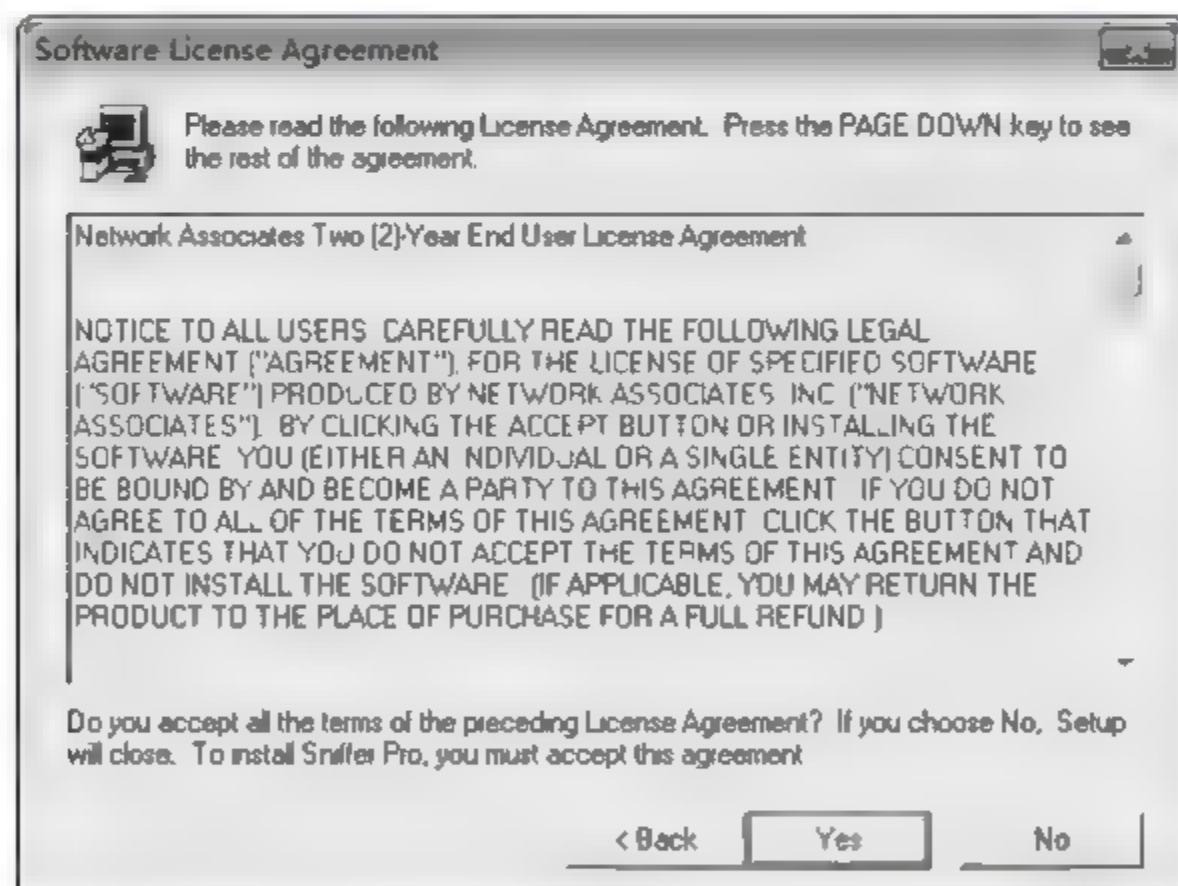 Software License Agreement
Please read the following License Agreement. Press the PAGE DOWN key to see
the rest of the agreement.
Network Associates Two (2)-Year End User License Agreement
NOTICE TO ALL USERS CAREFULLY READ THE FOLLOWING LEGAL
AGREEMENT ("AGREEMENT"), FOR THE LICENSE OF SPECIFIED SOFTWARE
("SOFTWARE") PRODUCED BY NETWORK ASSOCIATES INC ("NETWORK
ASSOCIATES"). BY CLICKING THE ACCEPT BUTTON OR INSTALLING THE
SOFTWARE YOU (EITHER AN INDIVIDUAL OR A SINGLE ENTITY) CONSENT TO
BE BOUND BY AND BECOME A PARTY TO THIS AGREEMENT IF YOU DO NOT
AGREE TO ALL OF THE TERMS OF THIS AGREEMENT CLICK THE BUTTON THAT
INDICATES THAT YOU DO NOT ACCEPT THE TERMS OF THIS AGREEMENT AND
DO NOT INSTALL THE SOFTWARE (IF APPLICABLE, YOU MAY RETURN THE
PRODUCT TO THE PLACE OF PURCHASE FOR A FULL REFUND )
Do you accept all the terms of the preceding License Agreement? If you choose No, Setup
will close. To install Sniffer Pro, you must accept this agreement
< Back Yes No